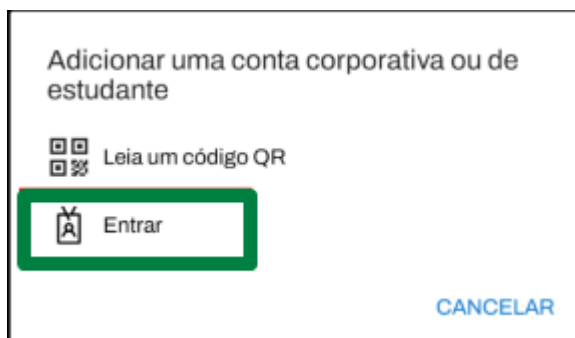 Adicionar uma conta corporativa ou de
estudante
Leia um código QR
Entrar
CANCELAR